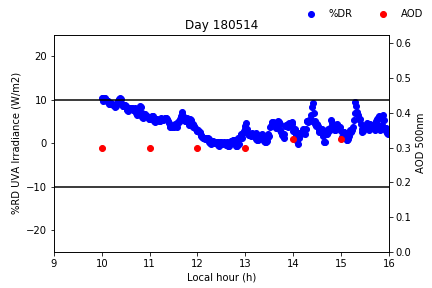 %DR AOD
Day 180514
%RD UVA Irradiance (W/m2)
20
10
0
−10
−20
0.6
0.5
0.4
0.3
0.2
0.1
0.0
AOD 500nm
9 10 11 12 13 14 15 16
Local hour (h)